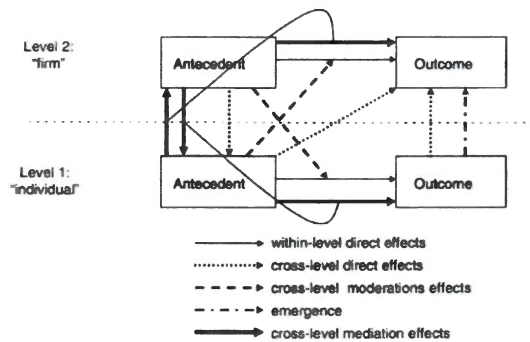 Level 2:
"firm"
Antecedent
Outcome
Level 1:
"individual"
Antecedent
Outcome
within-level direct effects
cross-level direct effects
cross-level moderations effects
emergence
cross-level mediation effects